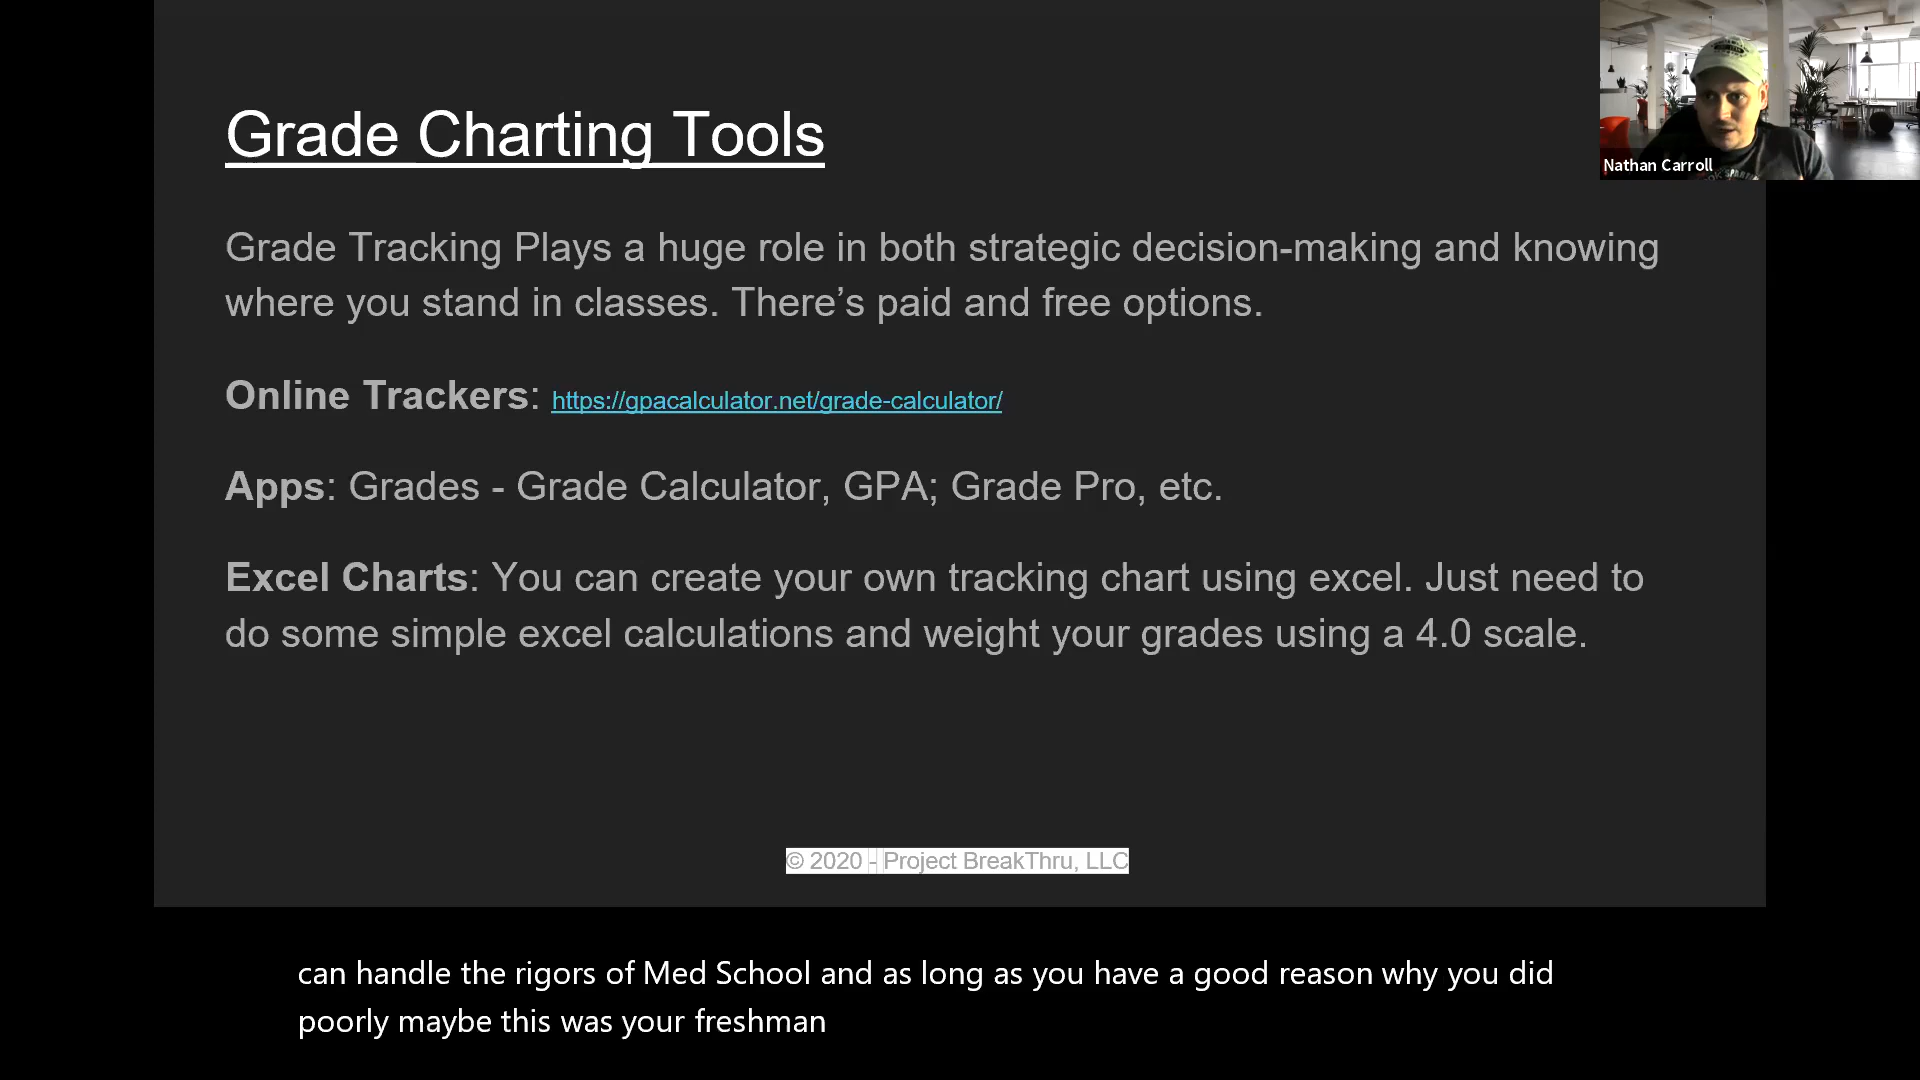 Grade Charting Tools
Nathan Carroll
Grade Tracking Plays a huge role in both strategic decision-making and knowing
where you stand in classes. There’s paid and free options.
Online Trackers: https://gpacalculator.net/grade-calculator/
Apps: Grades - Grade Calculator, GPA; Grade Pro, etc.
Excel Charts: You can create your own tracking chart using excel. Just need to
do some simple excel calculations and weight your grades using a 4.0 scale.
© 2020 - Project BreakThru, LLC
can handle the rigors of Med School and as long as you have a good reason why you did
poorly maybe this was your freshman